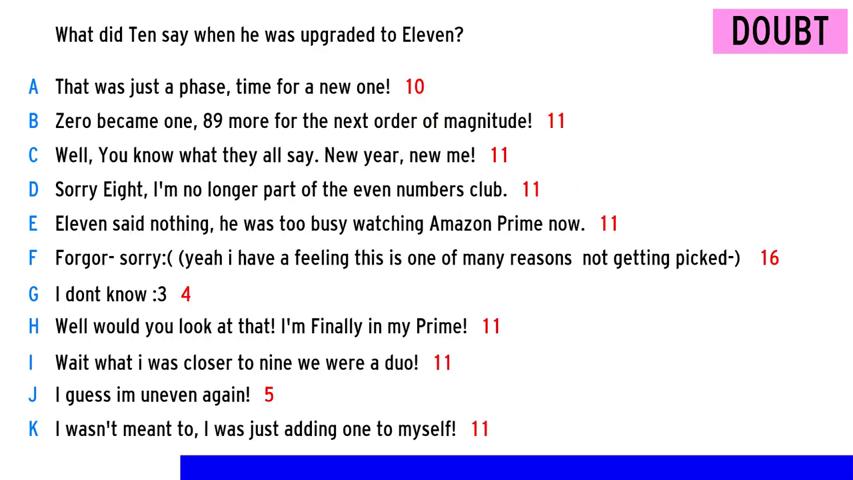 What did Ten say when he was upgraded to Eleven?
DOUBT
A That was just a phase, time for a new one! 10
B Zero became one, 89 more for the next order of magnitude! 11
C Well, You know what they all say. New year, new me! 11
D Sorry Eight, I'm no longer part of the even numbers club. 11
E Eleven said nothing, he was too busy watching Amazon Prime now. 11
F Forgor- sorry:( (yeah i have a feeling this is one of many reasons  not getting picked-) 16
G I dont know :3 4
H Well would you look at that! I'm Finally in my Prime! 11
I Wait what i was closer to nine we were a duo! 11
J I guess im uneven again! 5
K I wasn't meant to, I was just adding one to myself! 11